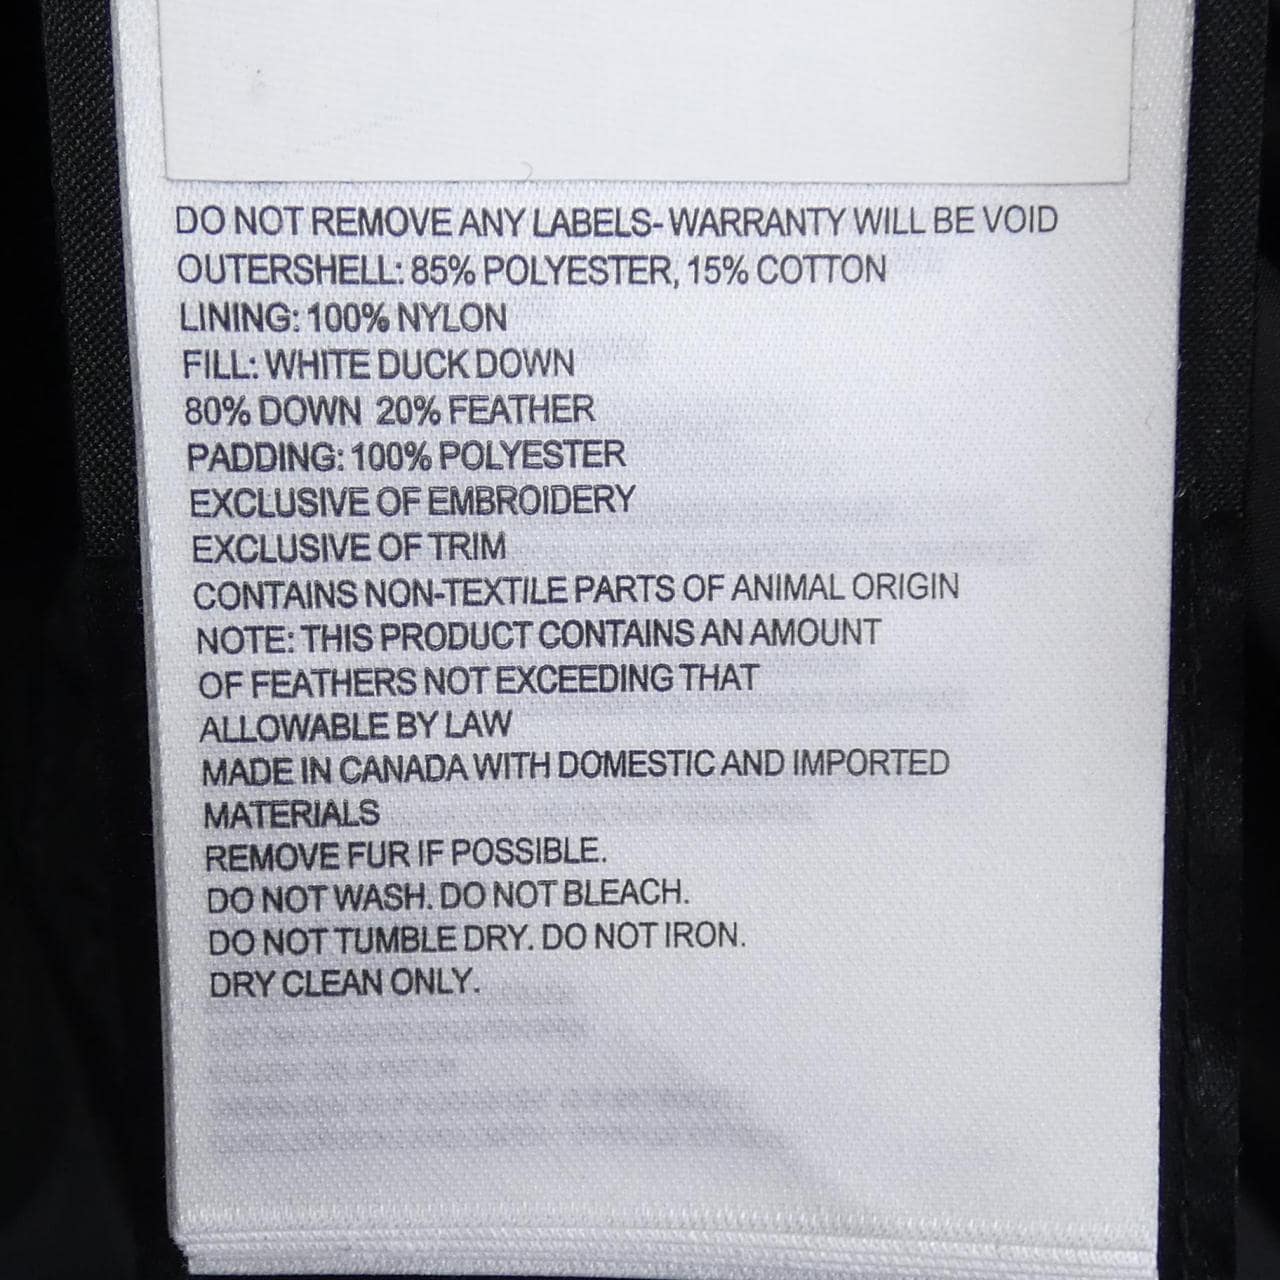 DO NOT REMOVE ANY LABELS- WARRANTY WILL BE VOID
OUTERSHELL: 85% POLYESTER, 15% COTTON
LINING: 100% NYLON
FILL: WHITE DUCK DOWN
80% DOWN 20% FEATHER
PADDING: 100% POLYESTER
EXCLUSIVE OF EMBROIDERY
EXCLUSIVE OF TRIM
CONTAINS NON-TEXTILE PARTS OF ANIMAL ORIGIN
NOTE: THIS PRODUCT CONTAINS AN AMOUNT
OF FEATHERS NOT EXCEEDING THAT
ALLOWABLE BY LAW
MADE IN CANADA WITH DOMESTIC AND IMPORTED
MATERIALS
REMOVE FUR IF POSSIBLE.
DO NOT WASH. DO NOT BLEACH.
DO NOT TUMBLE DRY. DO NOT IRON.
DRY CLEAN ONLY.